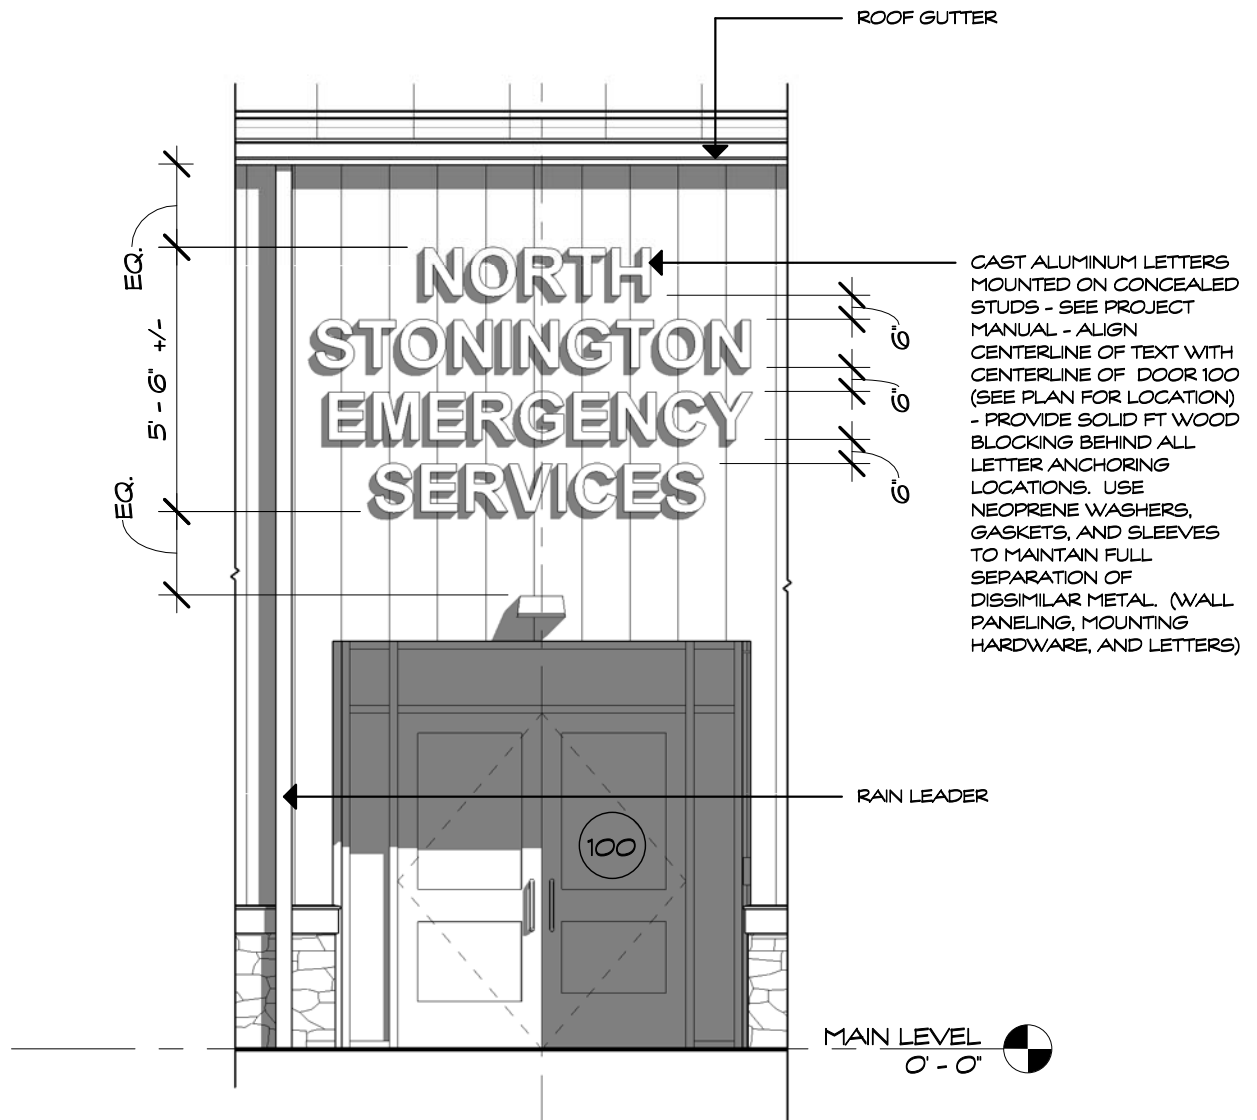 ROOF GUTTER
EQ.
5' - 6" +/-
EQ.
NORTH
STONINGTON
EMERGENCY
SERVICES
6"
6"
6"
CAST ALUMINUM LETTERS
MOUNTED ON CONCEALED
STUDS - SEE PROJECT
MANUAL - ALIGN
CENTERLINE OF TEXT WITH
CENTERLINE OF DOOR 100
(SEE PLAN FOR LOCATION)
- PROVIDE SOLID FT WOOD
BLOCKING BEHIND ALL
LETTER ANCHORING
LOCATIONS. USE
NEOPRENE WASHERS,
GASKETS, AND SLEEVES
TO MAINTAIN FULL
SEPARATION OF
DISSIMILAR METAL. (WALL
PANELING, MOUNTING
HARDWARE, AND LETTERS)
RAIN LEADER
100
MAIN LEVEL
0' - 0"